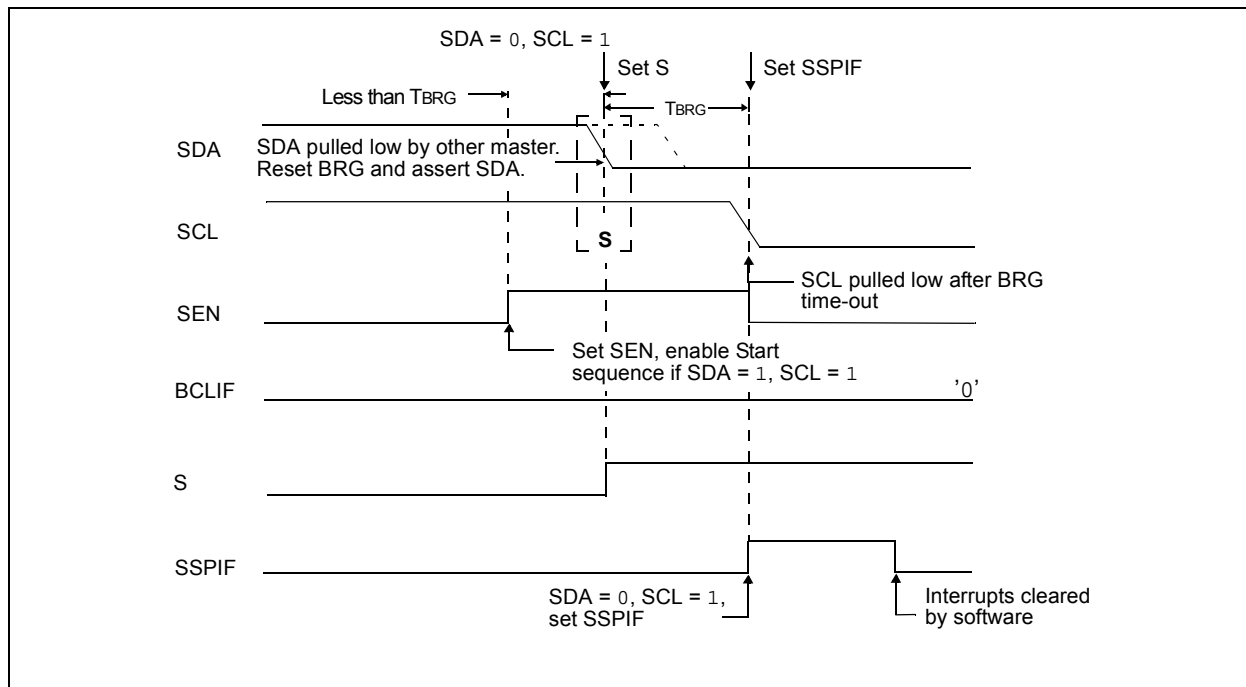 SDA = 0, SCL = 1
Set S
Set SSPIF
Less than TBRG
TBRG
SDA
SDA pulled low by other master.
Reset BRG and assert SDA.
SCL
S
SCL pulled low after BRG
time-out
SEN
Set SEN, enable Start
sequence if SDA = 1, SCL = 1
BCLIF
’0’
S
SSPIF
SDA = 0, SCL = 1,
set SSPIF
Interrupts cleared
by software